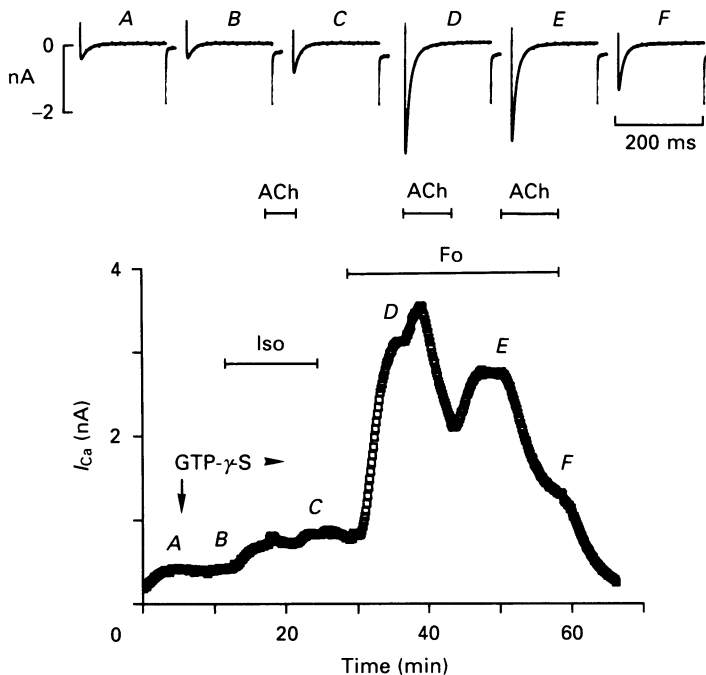 A B C D E F
0
nA
−2
200 ms
ACh ACh ACh
Fo
4
D
E
Iso
I_Ca (nA)
2
GTP-γ-S
F
C
A B
0 20 40 60
Time (min)